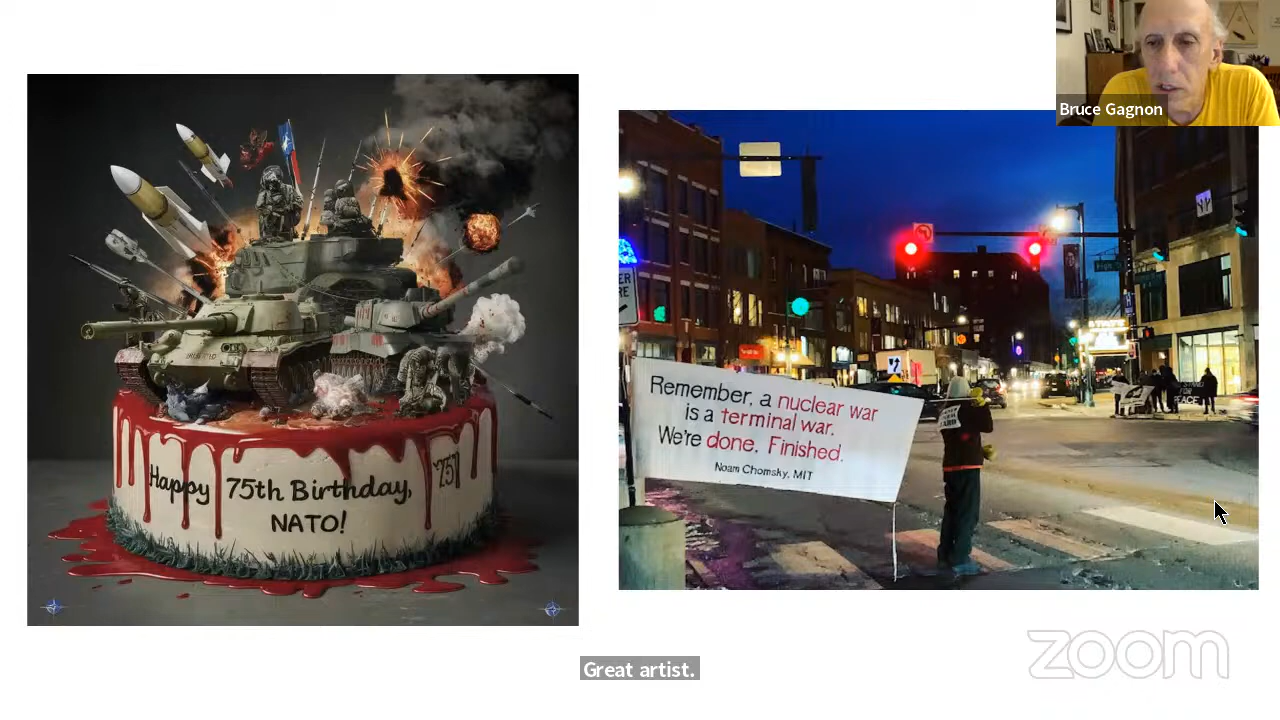 Bruce Gagnon
Happy 75th Birthday, 75!
NATO!
Remember, a nuclear war
is a terminal war.
We're done. Finished.
Noam Chomsky, MIT
PEACE
Great artist.
zoom